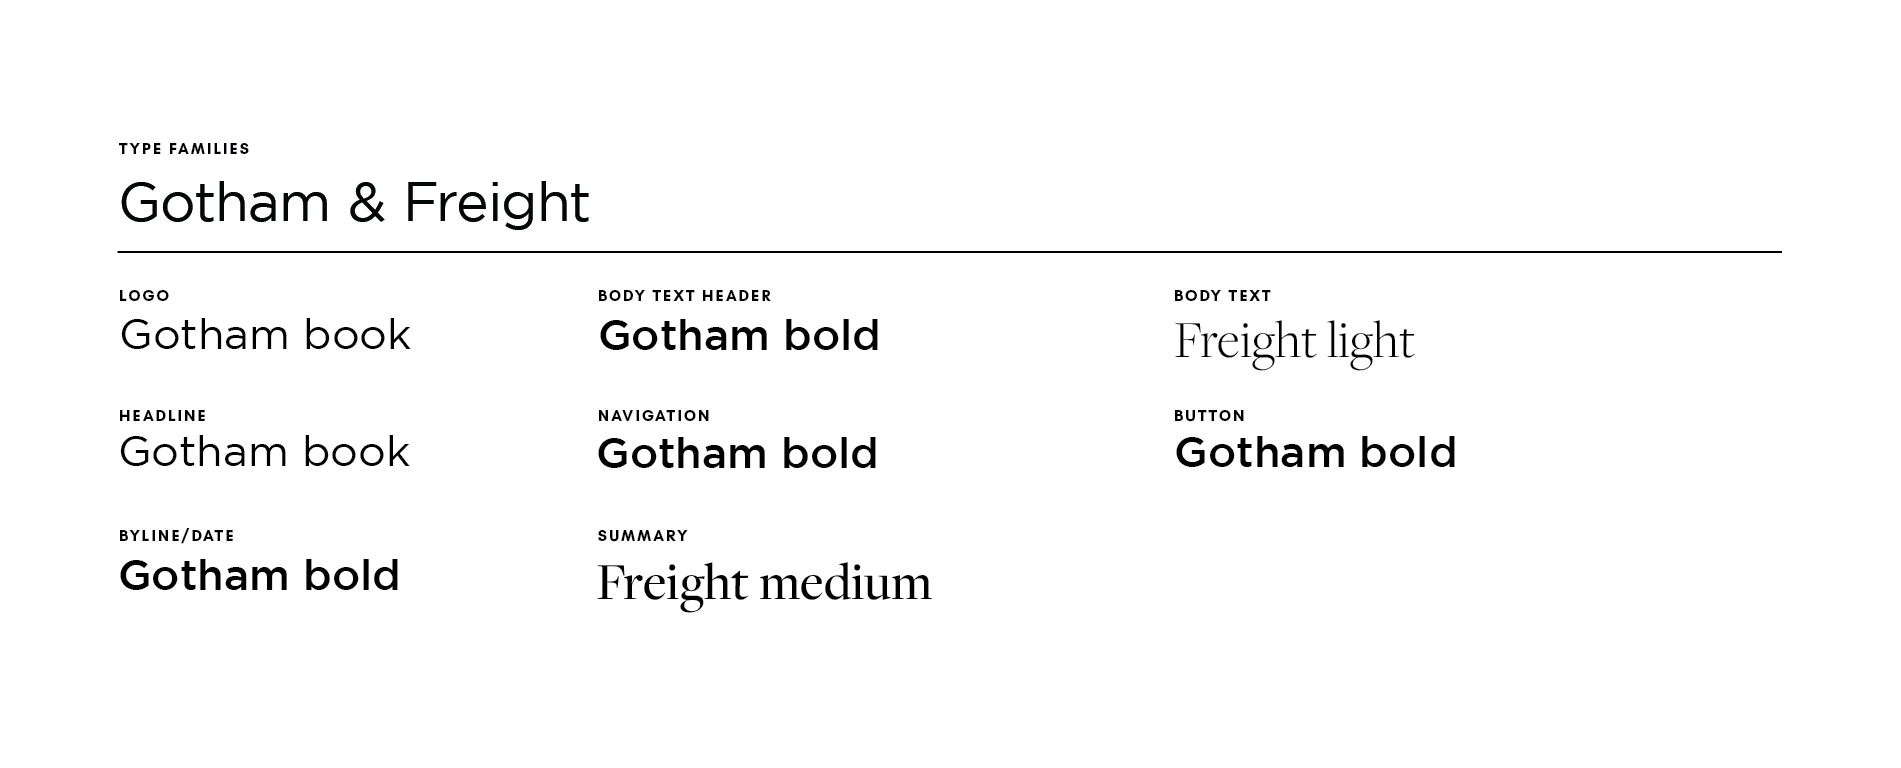 TYPE FAMILIES
Gotham & Freight
LOGO
Gotham book
BODY TEXT HEADER
Gotham bold
BODY TEXT
Freight light
HEADLINE
Gotham book
NAVIGATION
Gotham bold
BUTTON
Gotham bold
BYLINE/DATE
Gotham bold
SUMMARY
Freight medium